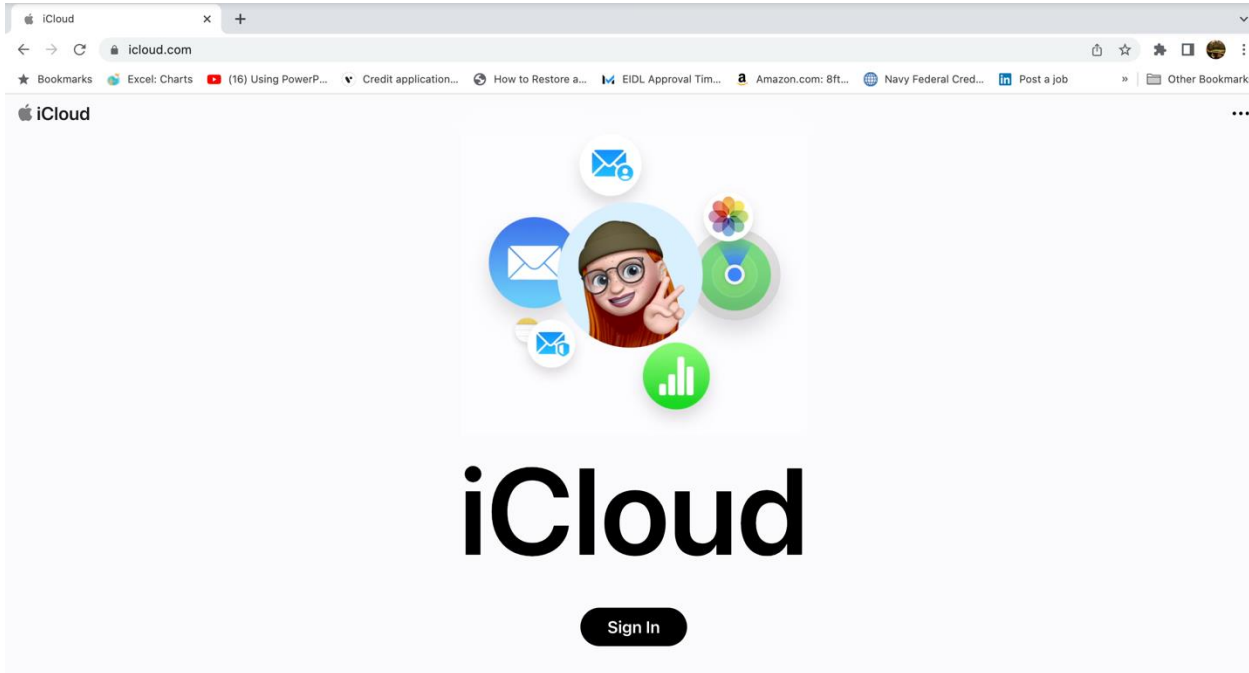 iCloud
icloud.com
Bookmarks Excel: Charts (16) Using PowerP... Credit application... How to Restore a... EIDL Approval Tim... Amazon.com: 8ft... Navy Federal Cred... Post a job » Other Bookmark
iCloud
iCloud
Sign In